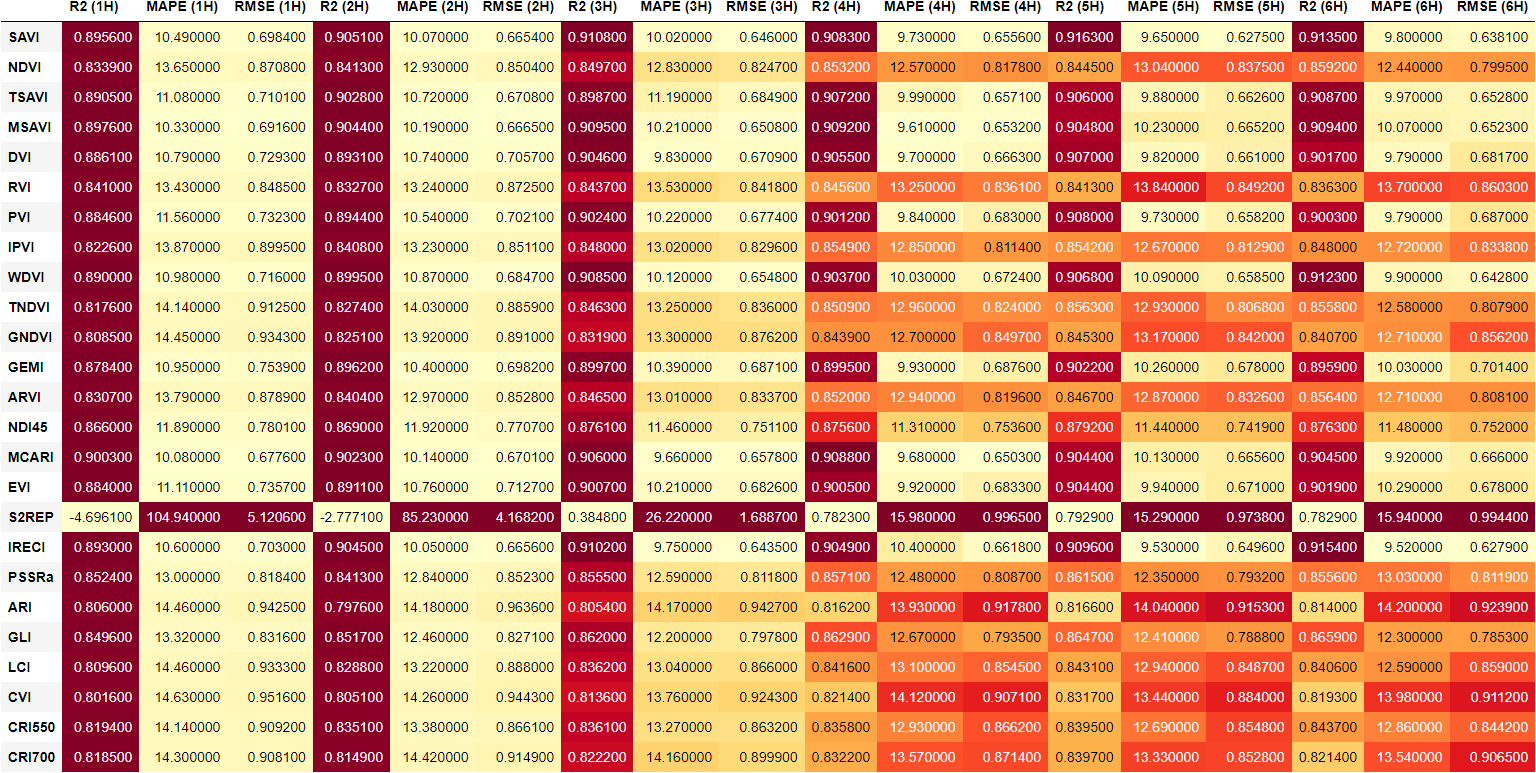 R2 (1H) MAPE (1H) RMSE (1H) R2 (2H) MAPE (2H) RMSE (2H) R2 (3H) MAPE (3H) RMSE (3H) R2 (4H) MAPE (4H) RMSE (4H) R2 (5H) MAPE (5H) RMSE (5H) R2 (6H) MAPE (6H) RMSE (6H)
SAVI 0.895600 10.490000 0.698400 0.905100 10.070000 0.665400 0.910800 10.020000 0.646000 0.908300 9.730000 0.655600 0.916300 9.650000 0.627500 0.913500 9.800000 0.638100
NDVI 0.833900 13.650000 0.870800 0.841300 12.930000 0.850400 0.849700 12.830000 0.824700 0.853200 12.570000 0.817800 0.844500 13.040000 0.837500 0.859200 12.440000 0.799500
TSAVI 0.890500 11.080000 0.710100 0.902800 10.720000 0.670800 0.898700 11.190000 0.684900 0.907200 9.990000 0.657100 0.906000 9.880000 0.662600 0.908700 9.970000 0.652800
MSAVI 0.897600 10.330000 0.691600 0.904400 10.190000 0.666500 0.909500 10.210000 0.650800 0.909200 9.610000 0.653200 0.904800 10.230000 0.665200 0.909400 10.070000 0.652300
DVI 0.886100 10.790000 0.729300 0.893100 10.740000 0.705700 0.904600 9.830000 0.670900 0.905500 9.700000 0.666300 0.907000 9.820000 0.661000 0.901700 9.790000 0.681700
RVI 0.841000 13.430000 0.848500 0.832700 13.240000 0.872500 0.843700 13.530000 0.841800 0.845600 13.250000 0.836100 0.841300 13.840000 0.849200 0.836300 13.700000 0.860300
PVI 0.884600 11.560000 0.732300 0.894400 10.540000 0.702100 0.902400 10.220000 0.677400 0.901200 9.840000 0.683000 0.908000 9.730000 0.658200 0.900300 9.790000 0.687000
IPVI 0.822600 13.870000 0.899500 0.840800 13.230000 0.851100 0.848000 13.020000 0.829600 0.854900 12.850000 0.811400 0.854200 12.670000 0.812900 0.848000 12.720000 0.833800
WDVI 0.890000 10.980000 0.716000 0.899500 10.870000 0.684700 0.908500 10.120000 0.654800 0.903700 10.030000 0.672400 0.906800 10.090000 0.658500 0.912300 9.900000 0.642800
TNDVI 0.817600 14.140000 0.912500 0.827400 14.030000 0.885900 0.846300 13.250000 0.836000 0.850900 12.960000 0.824000 0.856300 12.930000 0.806800 0.855800 12.580000 0.807900
GNDVI 0.808500 14.450000 0.934300 0.825100 13.920000 0.891000 0.831900 13.300000 0.876200 0.843900 12.700000 0.849700 0.845300 13.170000 0.842000 0.840700 12.710000 0.856200
GEMI 0.878400 10.950000 0.753900 0.896200 10.400000 0.698200 0.899700 10.390000 0.687100 0.899500 9.930000 0.687600 0.902200 10.260000 0.678000 0.895900 10.030000 0.701400
ARVI 0.830700 13.790000 0.878900 0.840400 12.970000 0.852800 0.846500 13.010000 0.833700 0.852000 12.940000 0.819600 0.846700 12.870000 0.832600 0.856400 12.710000 0.808100
NDI45 0.866000 11.890000 0.780100 0.869000 11.920000 0.770700 0.876100 11.460000 0.751100 0.875600 11.310000 0.753600 0.879200 11.440000 0.741900 0.876300 11.480000 0.752000
MCARI 0.900300 10.080000 0.677600 0.902300 10.140000 0.670100 0.906000 9.660000 0.657800 0.908800 9.680000 0.650300 0.904400 10.130000 0.665600 0.904500 9.920000 0.666000
EVI 0.884000 11.110000 0.735700 0.891100 10.760000 0.712700 0.900700 10.210000 0.682600 0.900500 9.920000 0.683300 0.904400 9.940000 0.671000 0.901900 10.290000 0.678000
S2REP -4.696100 104.940000 5.120600 -2.777100 85.230000 4.168200 0.384800 26.220000 1.688700 0.782300 15.980000 0.996500 0.792900 15.290000 0.973800 0.782900 15.940000 0.994400
IRECI 0.893000 10.600000 0.703000 0.904500 10.050000 0.665600 0.910200 9.750000 0.643500 0.904900 10.400000 0.661800 0.909600 9.530000 0.649600 0.915400 9.520000 0.627900
PSSRa 0.852400 13.000000 0.818400 0.841300 12.840000 0.852300 0.855500 12.590000 0.811800 0.857100 12.480000 0.808700 0.861500 12.350000 0.793200 0.855600 13.030000 0.811900
ARI 0.806000 14.460000 0.942500 0.797600 14.180000 0.963600 0.805400 14.170000 0.942700 0.816200 13.930000 0.917800 0.816600 14.040000 0.915300 0.814000 14.200000 0.923900
GLI 0.849600 13.320000 0.831600 0.851700 12.460000 0.827100 0.862000 12.200000 0.797800 0.862900 12.670000 0.793500 0.864700 12.410000 0.788800 0.865900 12.300000 0.785300
LCI 0.809600 14.460000 0.933300 0.828800 13.220000 0.888000 0.836200 13.040000 0.866000 0.841600 13.100000 0.854500 0.843100 12.940000 0.848700 0.840600 12.590000 0.859000
CVI 0.801600 14.630000 0.951600 0.805100 14.260000 0.944300 0.813600 13.760000 0.924300 0.821400 14.120000 0.907100 0.831700 13.440000 0.884000 0.819300 13.980000 0.911200
CRI550 0.819400 14.140000 0.909200 0.835100 13.380000 0.866100 0.836100 13.270000 0.863200 0.835800 12.930000 0.866200 0.839500 12.690000 0.854800 0.843700 12.860000 0.844200
CRI700 0.818500 14.300000 0.908100 0.814900 14.420000 0.914900 0.822200 14.160000 0.899900 0.832200 13.570000 0.871400 0.839700 13.330000 0.852800 0.821400 13.540000 0.906500